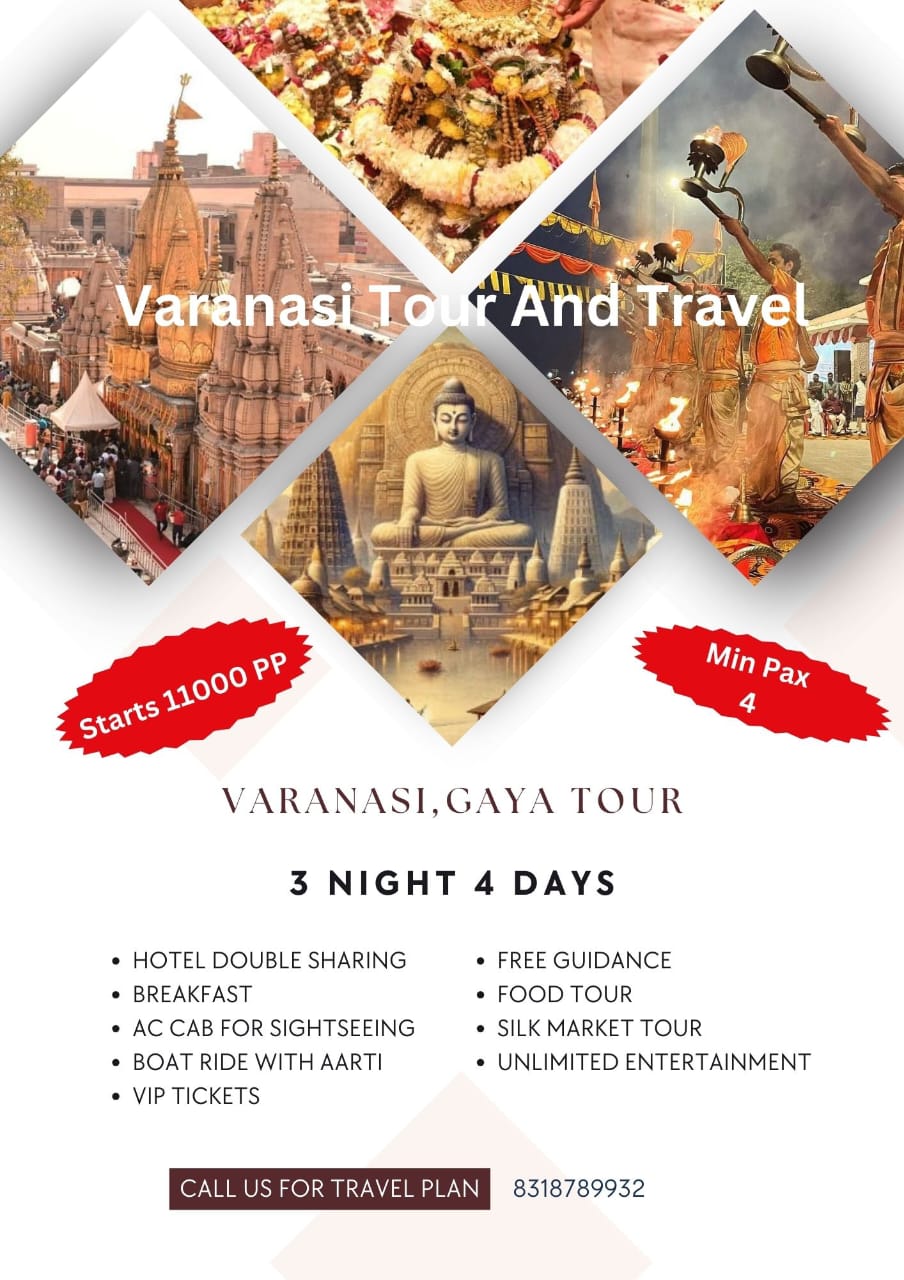 Varanasi Tour And Travel
Starts 11000 PP
Min Pax
4
VARANASI,GAYA TOUR
3 NIGHT 4 DAYS
• HOTEL DOUBLE SHARING
• BREAKFAST
• AC CAB FOR SIGHTSEEING
• BOAT RIDE WITH AARTI
• VIP TICKETS
• FREE GUIDANCE
• FOOD TOUR
• SILK MARKET TOUR
• UNLIMITED ENTERTAINMENT
CALL US FOR TRAVEL PLAN 8318789932